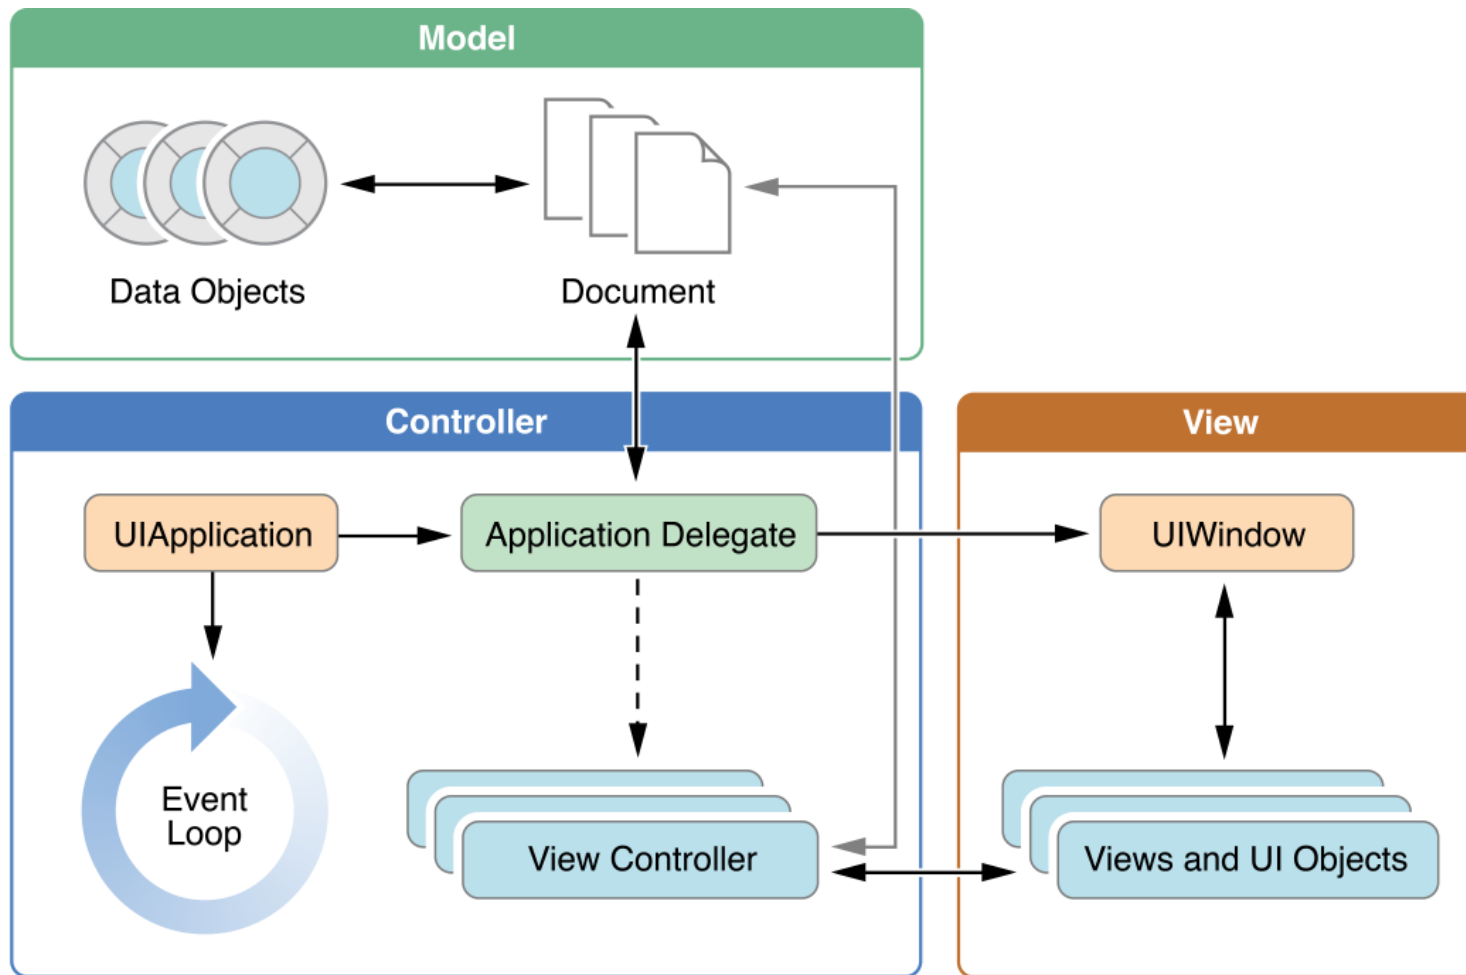 Model
Data Objects
Document
Controller
View
UIApplication
Application Delegate
UIWindow
Event
Loop
View Controller
Views and UI Objects